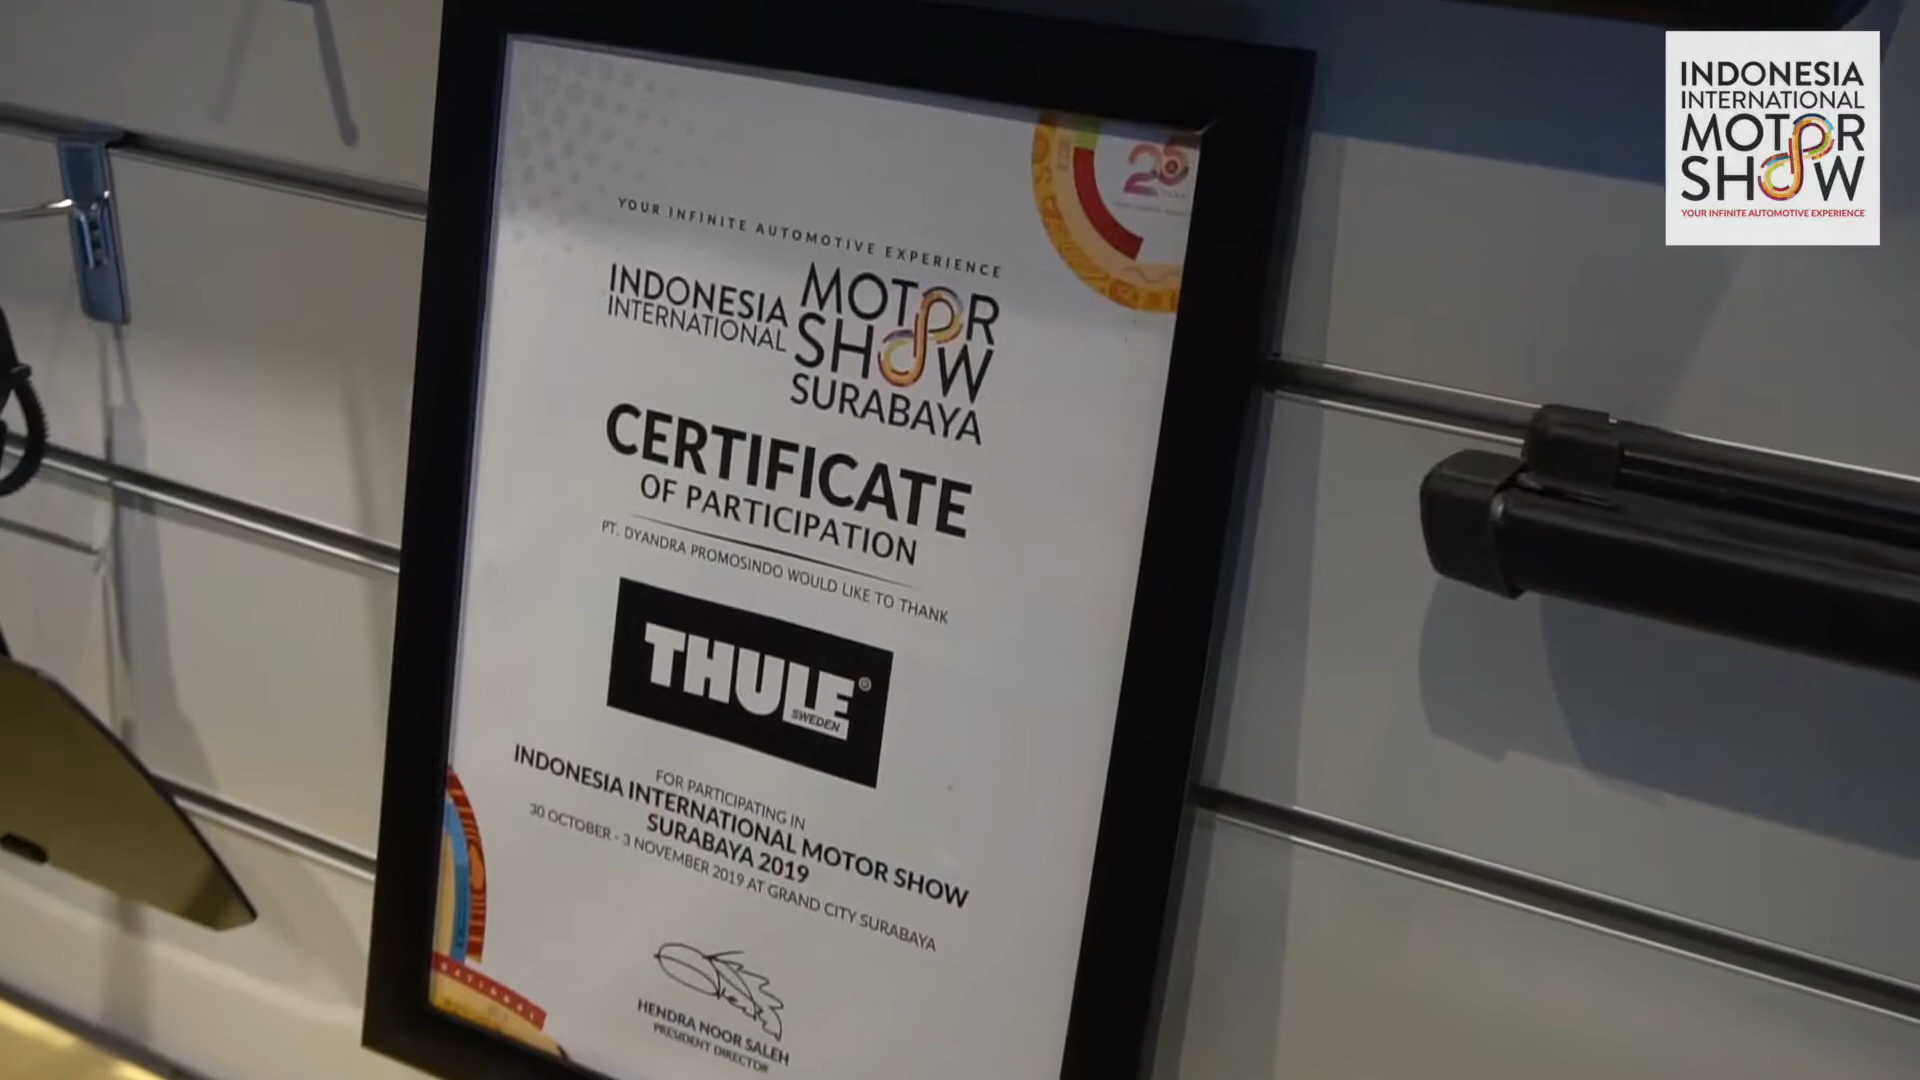 INDONESIA
INTERNATIONAL
MOTOR
SHOW
YOUR INFINITE AUTOMOTIVE EXPERIENCE
25
YOUR INFINITE AUTOMOTIVE EXPERIENCE
INDONESIA
INTERNATIONAL
MOTOR
SHOW
SURABAYA
CERTIFICATE
OF PARTICIPATION
PT. DYANDRA PROMOSINDO WOULD LIKE TO THANK
THULE®
SWEDEN
FOR PARTICIPATING IN
INDONESIA INTERNATIONAL MOTOR SHOW
SURABAYA 2019
30 OCTOBER - 3 NOVEMBER 2019 AT GRAND CITY SURABAYA
HENDRA NOOR SALEH
PRESIDENT DIRECTOR